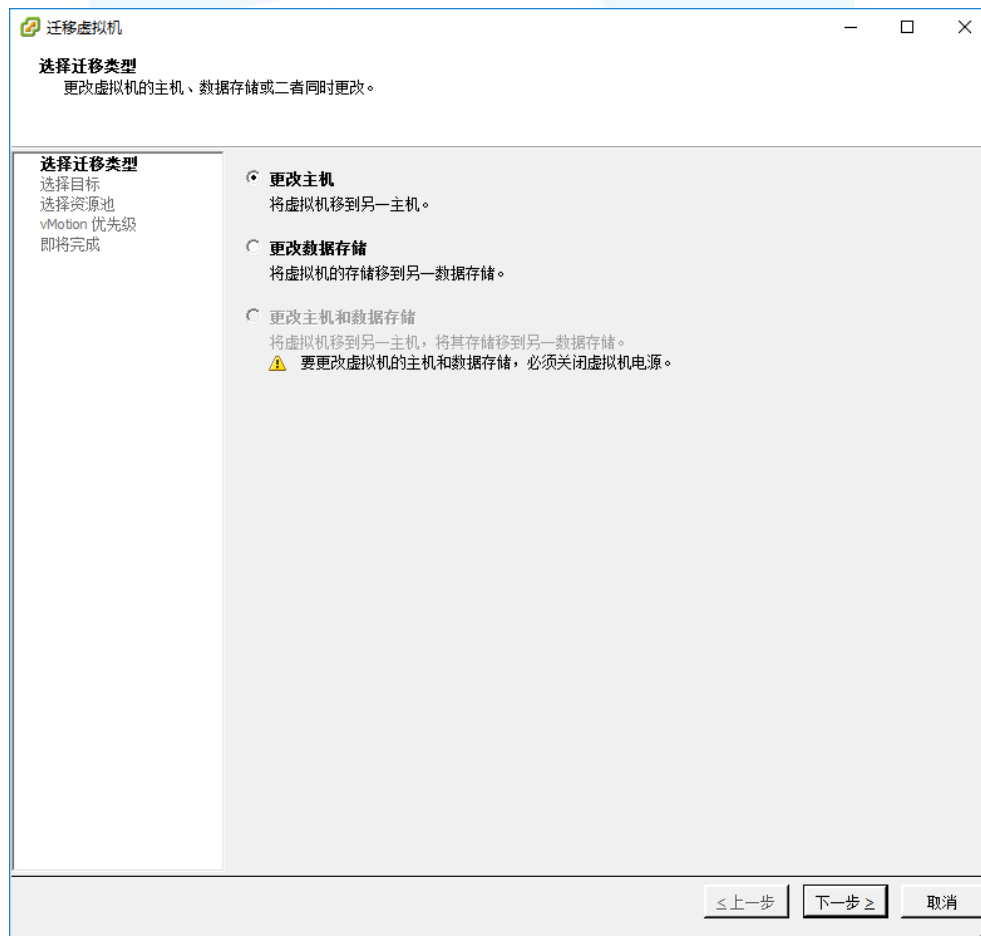 迁移虚拟机
选择迁移类型
更改虚拟机的主机、数据存储或二者同时更改。
选择迁移类型
选择目标
选择资源池
vMotion 优先级
即将完成
更改主机
将虚拟机移到另一主机。
更改数据存储
将虚拟机的存储移到另一数据存储。
更改主机和数据存储
将虚拟机移到另一主机，将其存储移到另一数据存储。
要更改虚拟机的主机和数据存储，必须关闭虚拟机电源。
≤上一步
下一步 ≥
取消